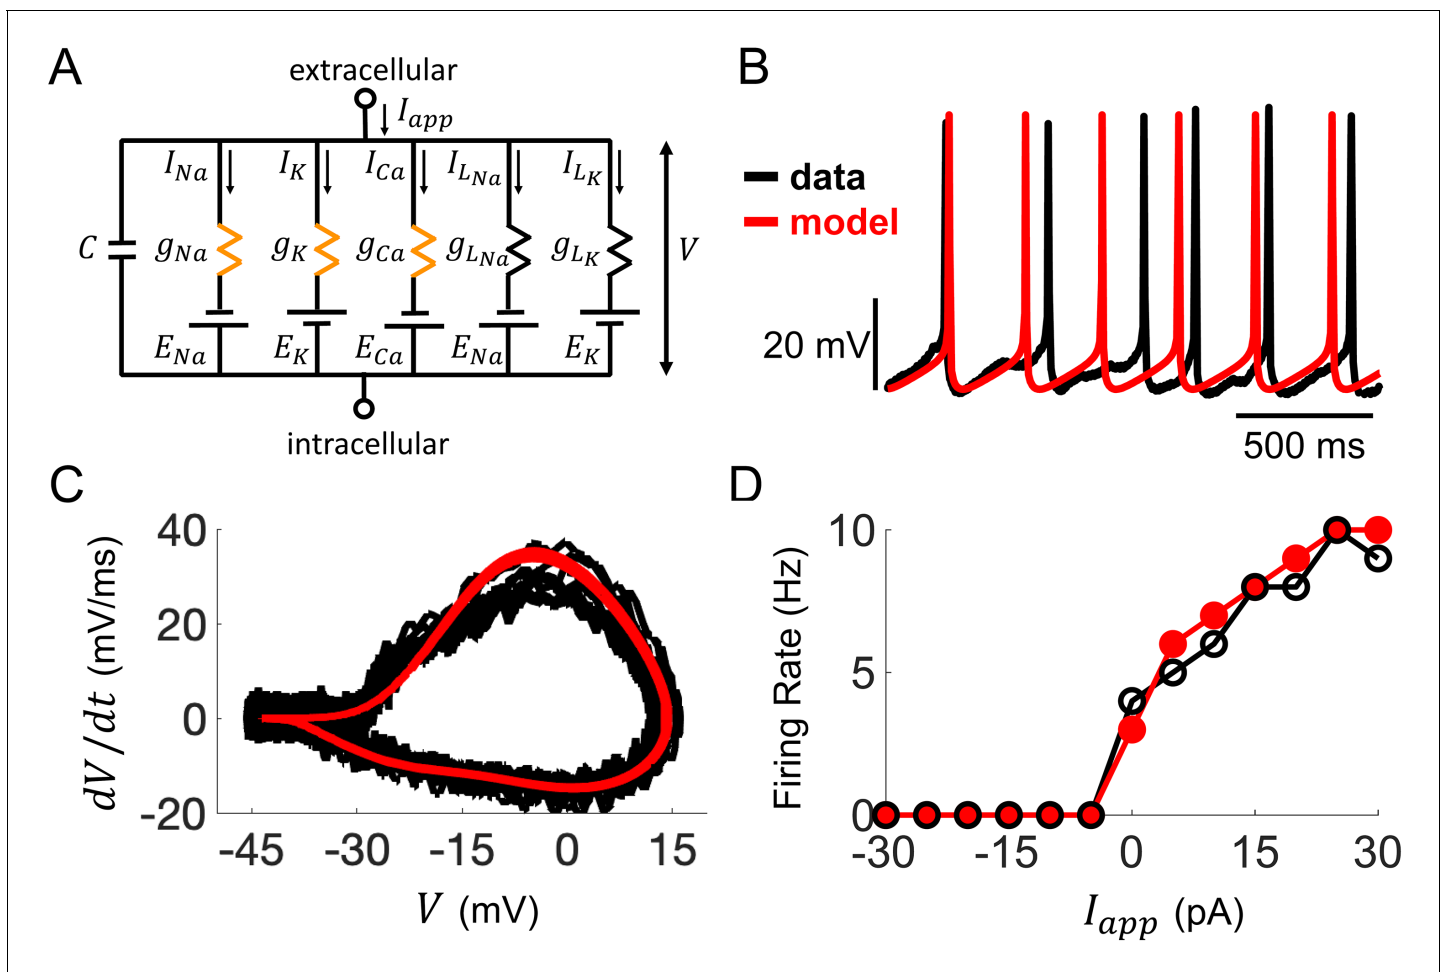 A
extracellular
I_app
I_Na I_K I_Ca I_L_Na I_L_K
C g_Na g_K g_Ca g_L_Na g_L_K V
E_Na E_K E_Ca E_Na E_K
intracellular
B
data
model
20 mV
500 ms
C
40
20
0
-20
dV/dt (mV/ms)
-45 -30 -15 0 15
V (mV)
D
10
5
0
Firing Rate (Hz)
-30 -15 0 15 30
I_app (pA)